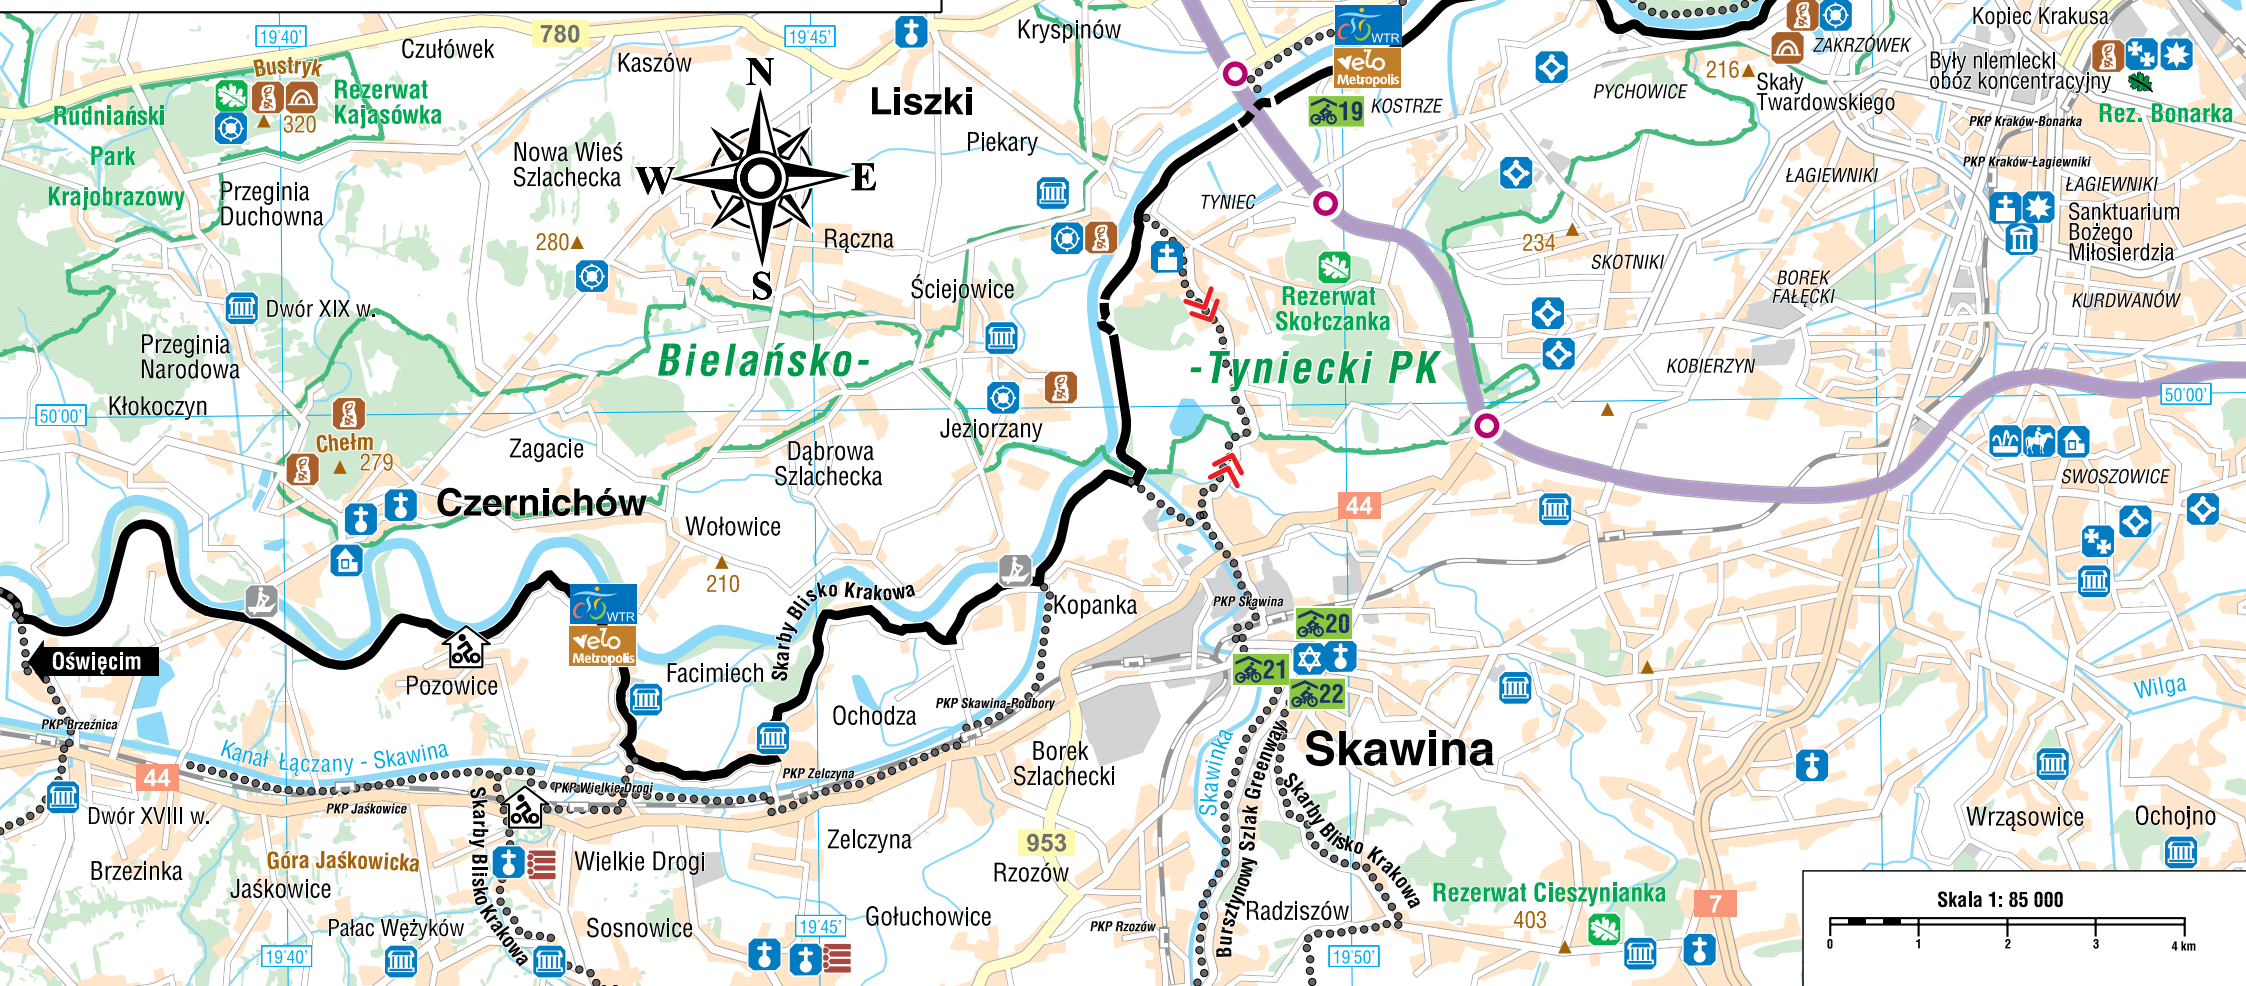 19°40'
780
19°45'
Kryspinów
Kopiec Krakusa
Czułówek
Kaszów
WTR
velo
Metropolis
ZAKRZÓWEK
Były nlemleckl
obóz koncentracyjny
Bustryk
Rezerwat
Kajasówka
320
Rudniański
Park
Krajobrazowy
N
W
E
S
Liszki
Piekary
19
KOSTRZE
PYCHOWICE
216
Skały
Twardowskiego
PKP Kraków-Bonarka
Rez. Bonarka
Nowa Wieś
Szlachecka
Przeginia
Duchowna
TYNIEC
ŁAGIEWNIKI
PKP Kraków-Łagiewniki
ŁAGIEWNIKI
Sanktuarium
Bożego
Miłosierdzia
280
Rączna
234
SKOTNIKI
BOREK
FAŁĘCKI
KURDWANÓW
Dwór XIX w.
Ściejowice
Rezerwat
Skołczanka
Przeginia
Narodowa
Bielańsko-
-Tyniecki PK
KOBIERZYN
50°00'
Kłokoczyn
50°00'
Chełm
279
Zagacie
Jeziorzany
Dąbrowa
Szlachecka
SWOSZOWICE
Czernichów
44
Wołowice
210
Skarby Blisko Krakowa
Kopanka
PKP Skawina
20
WTR
velo
Metropolis
Oświęcim
Pozowice
Facimiech
21
22
Wilga
PKP Brzeźnica
Ochodza
PKP Skawina-Rodbory
Kanał Łączany - Skawina
44
PKP Jaśkowice
PKP Wielkie Drogi
PKP Zelczyna
Borek
Szlachecki
Skawinka
Bursztynowy Szlak Greenway
Skawina
Skarby Blisko Krakowa
Dwór XVIII w.
Skarby Blisko Krakowa
Zelczyna
953
Wrząsowice
Ochojno
Brzezinka
Góra Jaśkowicka
Jaśkowice
Wielkie Drogi
Rzozów
Rezerwat Cieszynianka
403
7
Skala 1: 85 000
0 1 2 3 4 km
Pałac Wężyków
Sosnowice
19°45'
Gołuchowice
PKP Rzozów
Radziszów
19°40'
19°50'